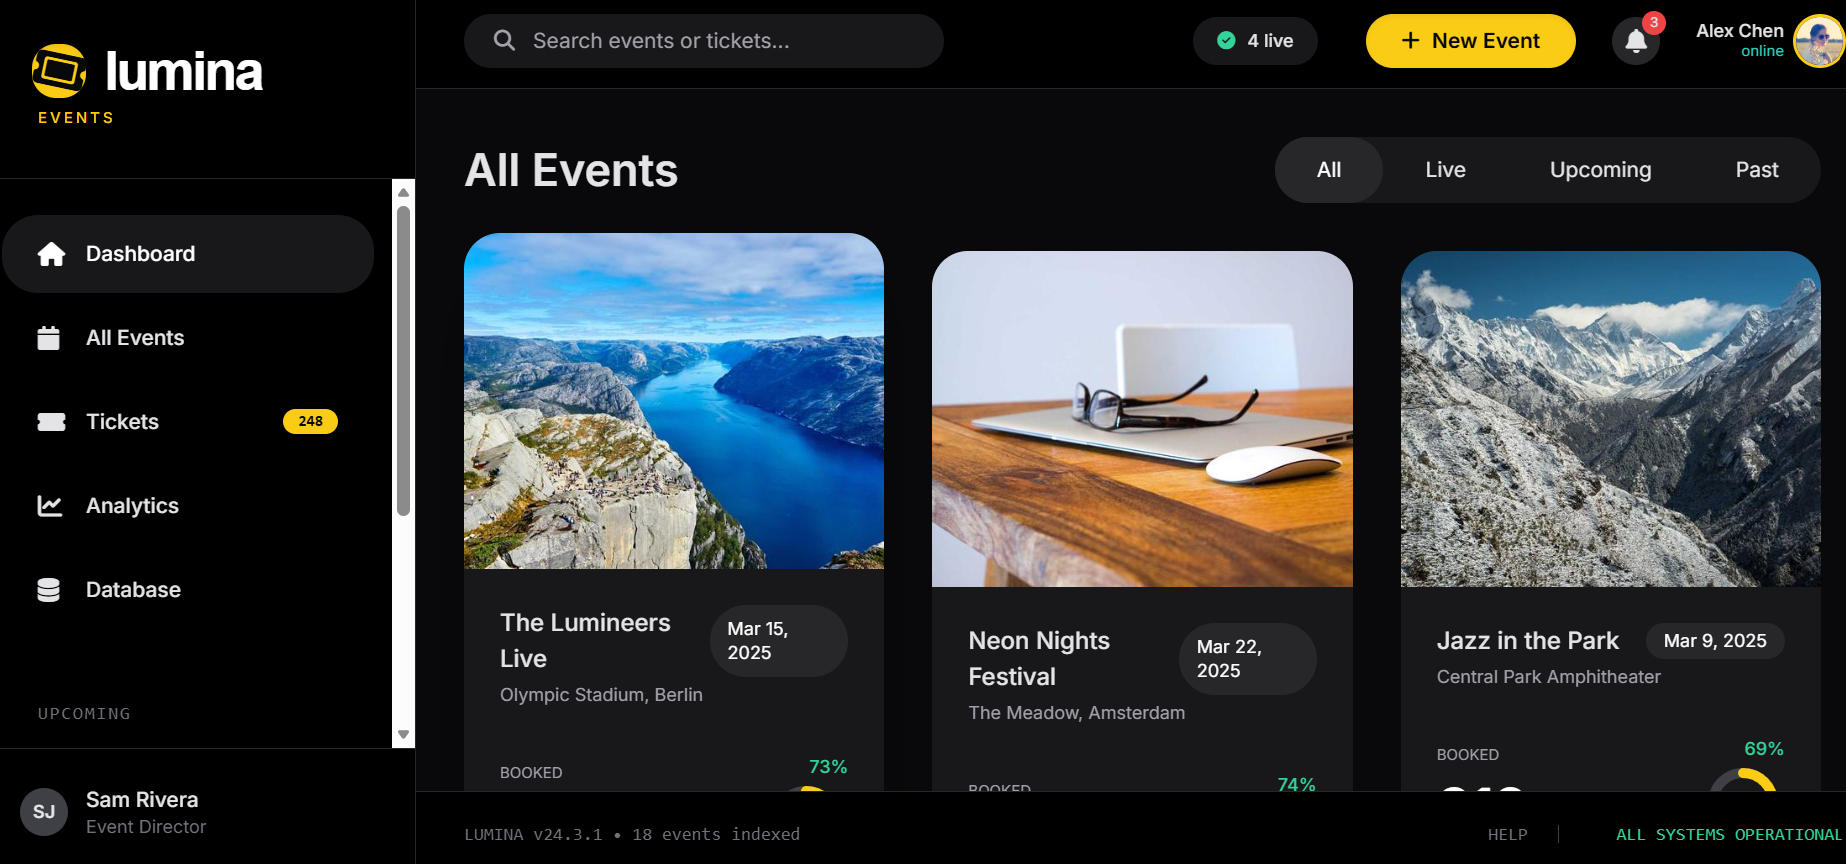 lumina
EVENTS
Dashboard
All Events
Tickets
248
Analytics
Database
UPCOMING
SJ
Sam Rivera
Event Director
Search events or tickets...
4 live
New Event
3
Alex Chen
online
All Events
All
Live
Upcoming
Past
The Lumineers
Live
Mar 15,
2025
Olympic Stadium, Berlin
BOOKED
73%
Neon Nights
Festival
Mar 22,
2025
The Meadow, Amsterdam
BOOKED
74%
Jazz in the Park
Mar 9, 2025
Central Park Amphitheater
BOOKED
69%
LUMINA v24.3.1 • 18 events indexed
HELP
ALL SYSTEMS OPERATIONAL